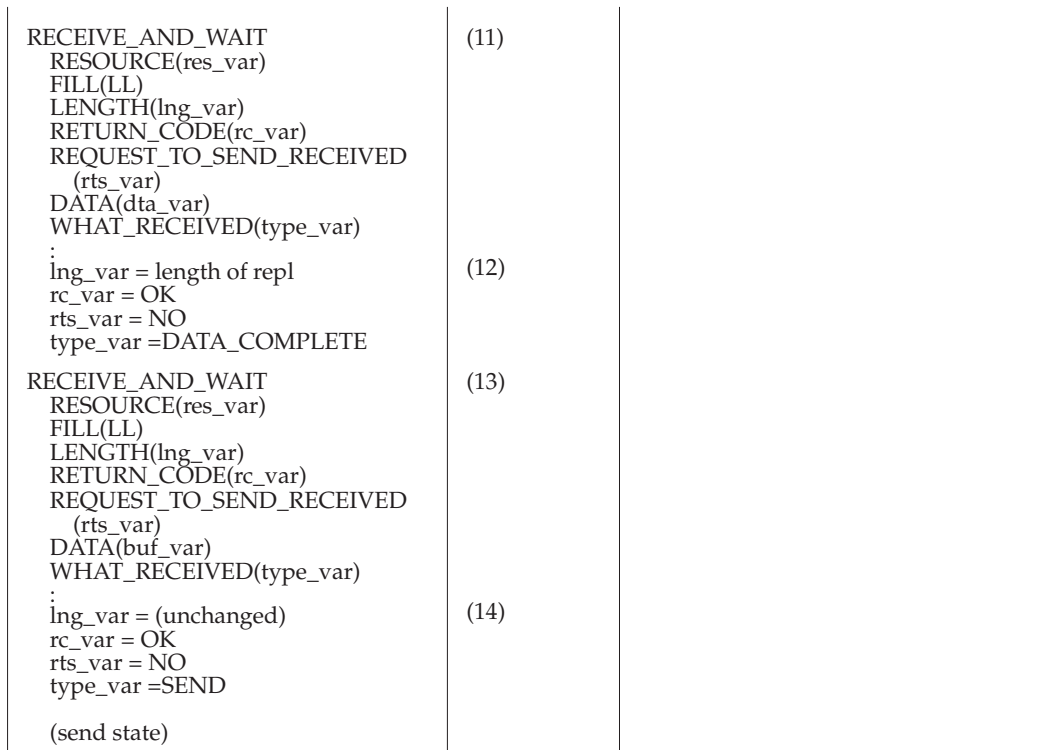 RECEIVE_AND_WAIT (11)
RESOURCE(res_var)
FILL(LL)
LENGTH(lng_var)
RETURN_CODE(rc_var)
REQUEST_TO_SEND_RECEIVED
(rts_var)
DATA(dta_var)
WHAT_RECEIVED(type_var)
:
lng_var = length of repl (12)
rc_var = OK
rts_var = NO
type_var =DATA_COMPLETE
RECEIVE_AND_WAIT (13)
RESOURCE(res_var)
FILL(LL)
LENGTH(lng_var)
RETURN_CODE(rc_var)
REQUEST_TO_SEND_RECEIVED
(rts_var)
DATA(buf_var)
WHAT_RECEIVED(type_var)
:
lng_var = (unchanged) (14)
rc_var = OK
rts_var = NO
type_var =SEND
(send state)